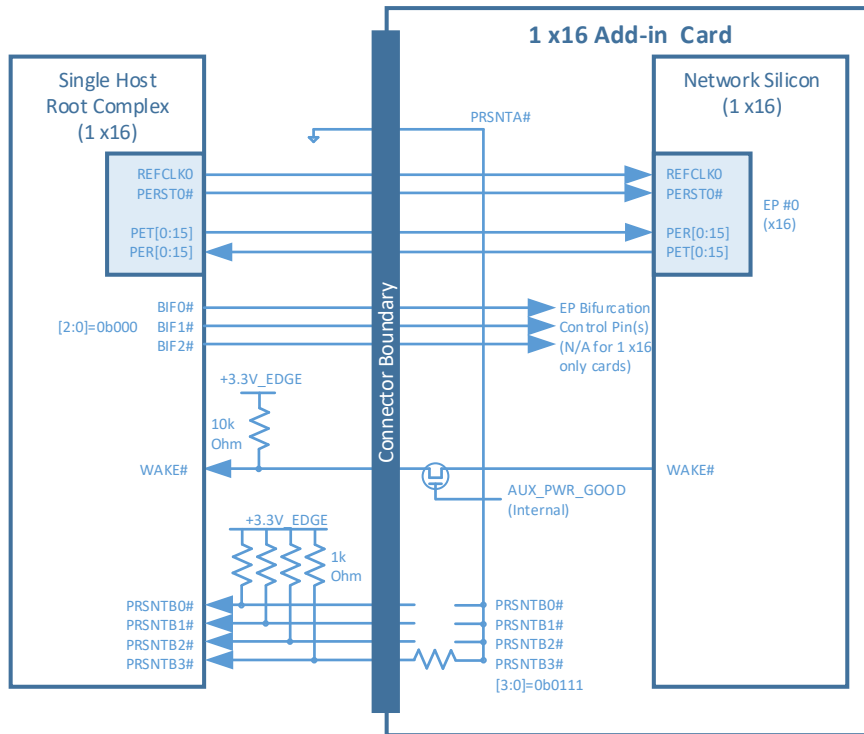 1 x16 Add-in Card
Single Host
Root Complex
(1 x16)
Network Silicon
(1 x16)
PRSNTA#
REFCLK0
PERST0#
PET[0:15]
PER[0:15]
REFCLK0
PERST0#
PER[0:15]
PET[0:15]
EP #0
(x16)
Connector Boundary
BIF0#
BIF1#
BIF2#
[2:0]=0b000
EP Bifurcation
Control Pin(s)
(N/A for 1 x16
only cards)
+3.3V_EDGE
10k
Ohm
WAKE#
WAKE#
AUX_PWR_GOOD
(Internal)
+3.3V_EDGE
1k
Ohm
PRSNTB0#
PRSNTB1#
PRSNTB2#
PRSNTB3#
PRSNTB0#
PRSNTB1#
PRSNTB2#
PRSNTB3#
[3:0]=0b0111